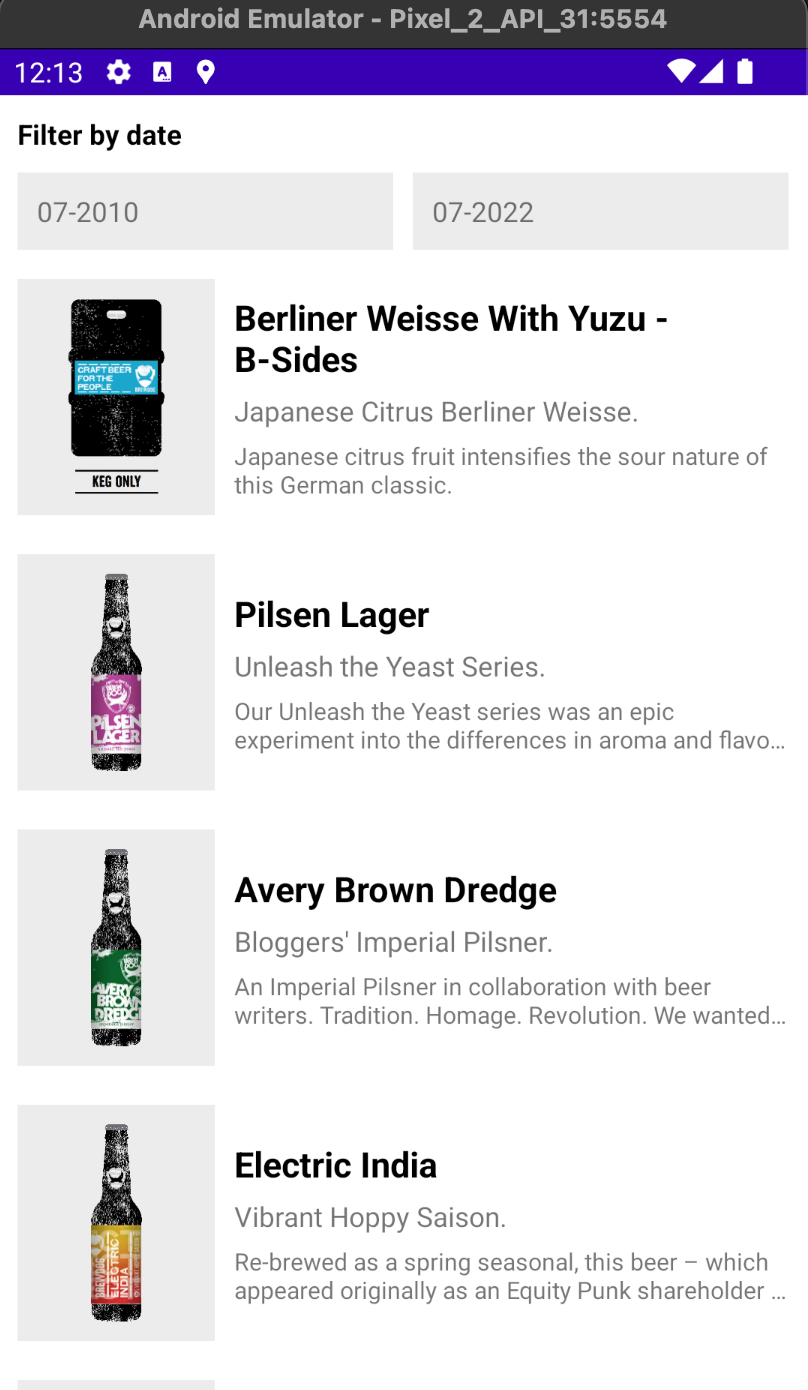 Android Emulator - Pixel_2_API_31:5554
12:13
A
Filter by date
07-2010
07-2022
CRAFT BEER
FOR THE
PEOPLE
BREWDOG
KEG ONLY
Berliner Weisse With Yuzu -
B-Sides
Japanese Citrus Berliner Weisse.
Japanese citrus fruit intensifies the sour nature of
this German classic.
PILSEN
LAGER
Pilsen Lager
Unleash the Yeast Series.
Our Unleash the Yeast series was an epic
experiment into the differences in aroma and flavo…
AVERY
BROWN
DREDG
Avery Brown Dredge
Bloggers' Imperial Pilsner.
An Imperial Pilsner in collaboration with beer
writers. Tradition. Homage. Revolution. We wanted…
BREWDOG
ELECTRIC
INDIA
Electric India
Vibrant Hoppy Saison.
Re-brewed as a spring seasonal, this beer – which
appeared originally as an Equity Punk shareholder …